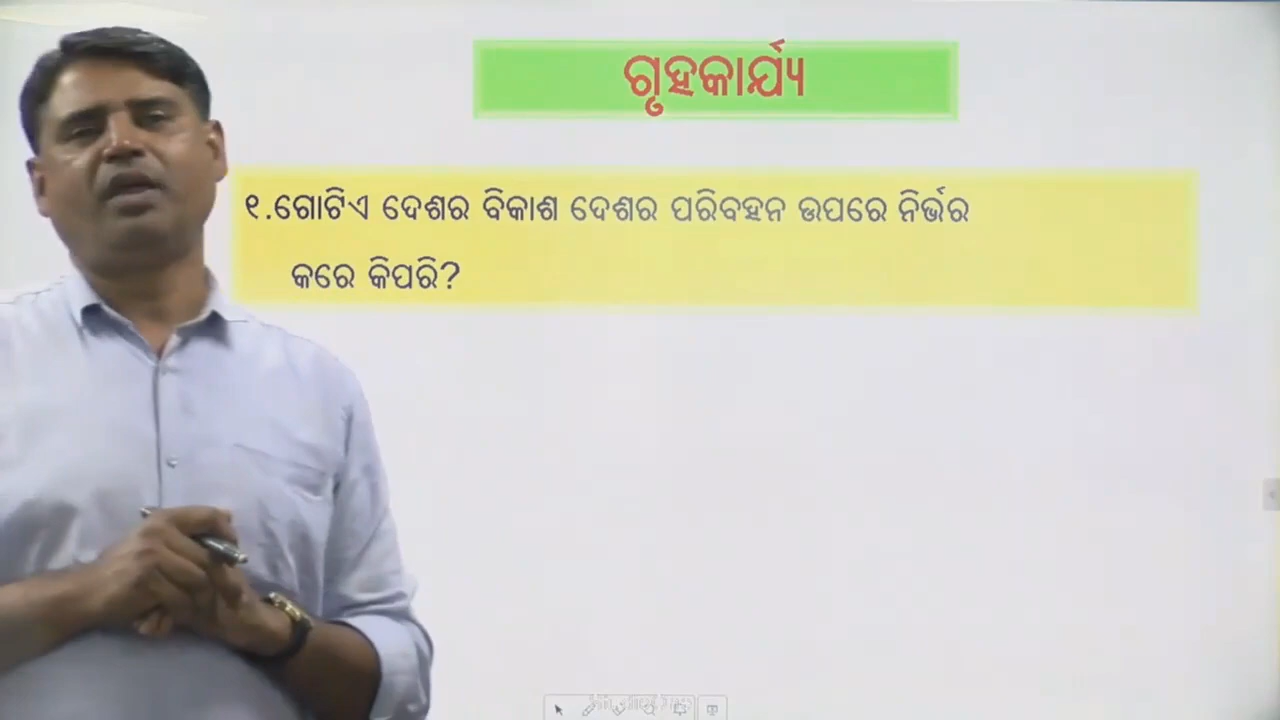 ଗୃହକାର୍ଯ୍ୟ
୧.ଗୋଟିଏ ଦେଶର ବିକାଶ ଦେଶର ପରିବହନ ଉପରେ ନିର୍ଭର
କରେ କିପରି?